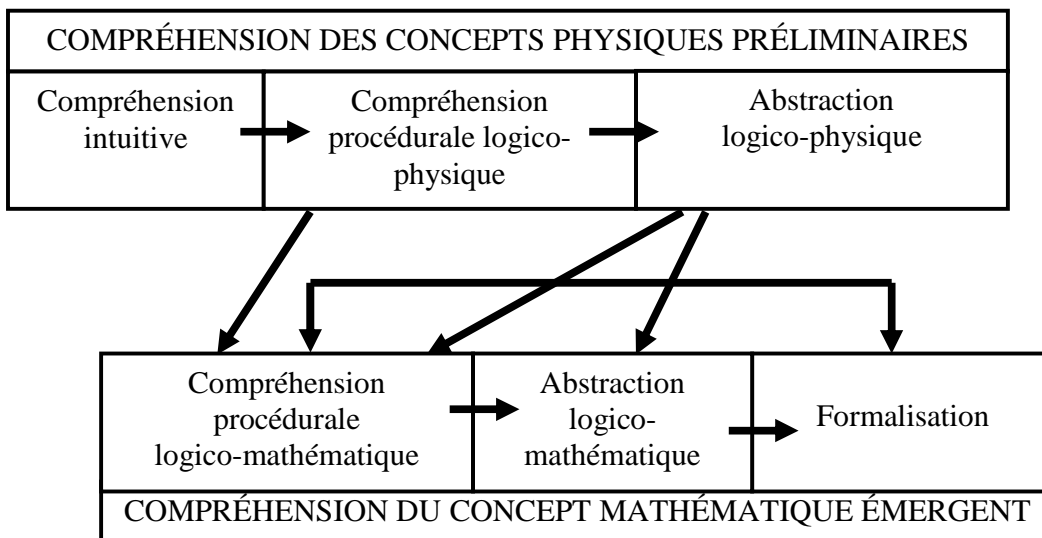 COMPRÉHENSION DES CONCEPTS PHYSIQUES PRÉLIMINAIRES
Compréhension
intuitive
Compréhension
procédurale logico-
physique
Abstraction
logico-physique
Compréhension
procédurale
logico-mathématique
Abstraction
logico-
mathématique
Formalisation
COMPRÉHENSION DU CONCEPT MATHÉMATIQUE ÉMERGENT